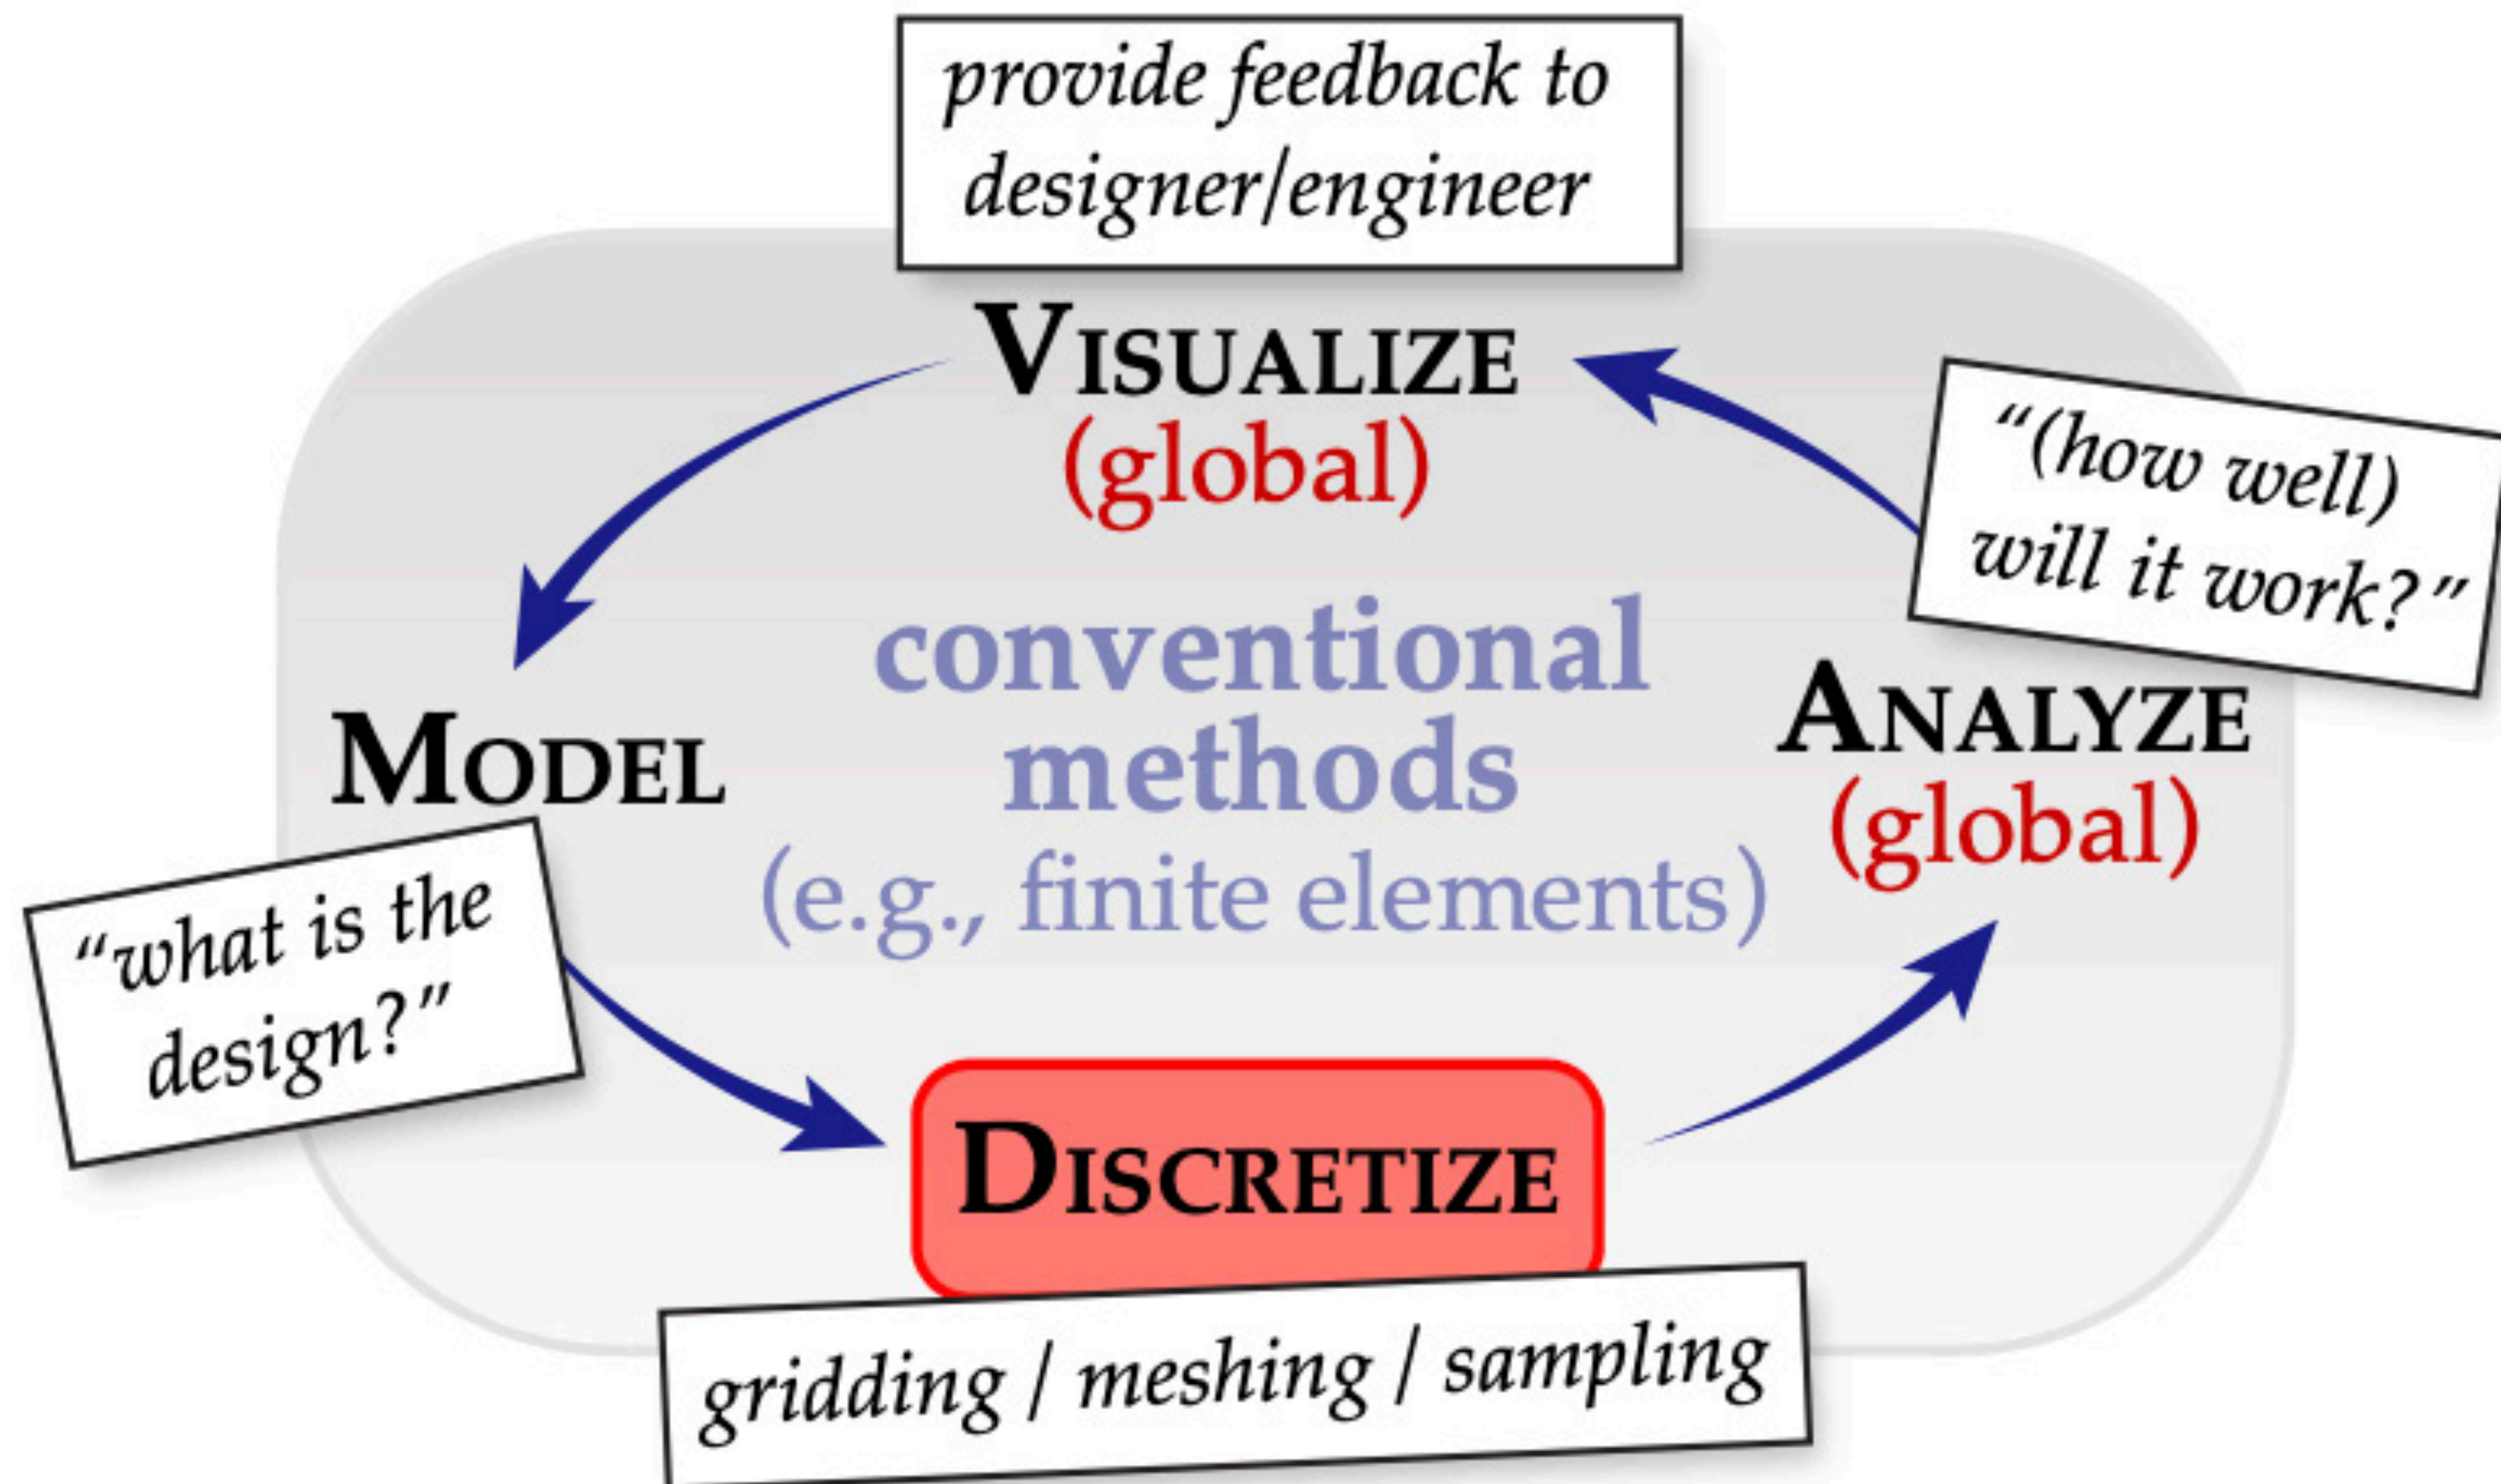 provide feedback to
designer/engineer
VISUALIZE
(global)
“(how well)
will it work?”
conventional
methods
(e.g., finite elements)
MODEL
“what is the
design?”
ANALYZE
(global)
DISCRETIZE
gridding / meshing / sampling